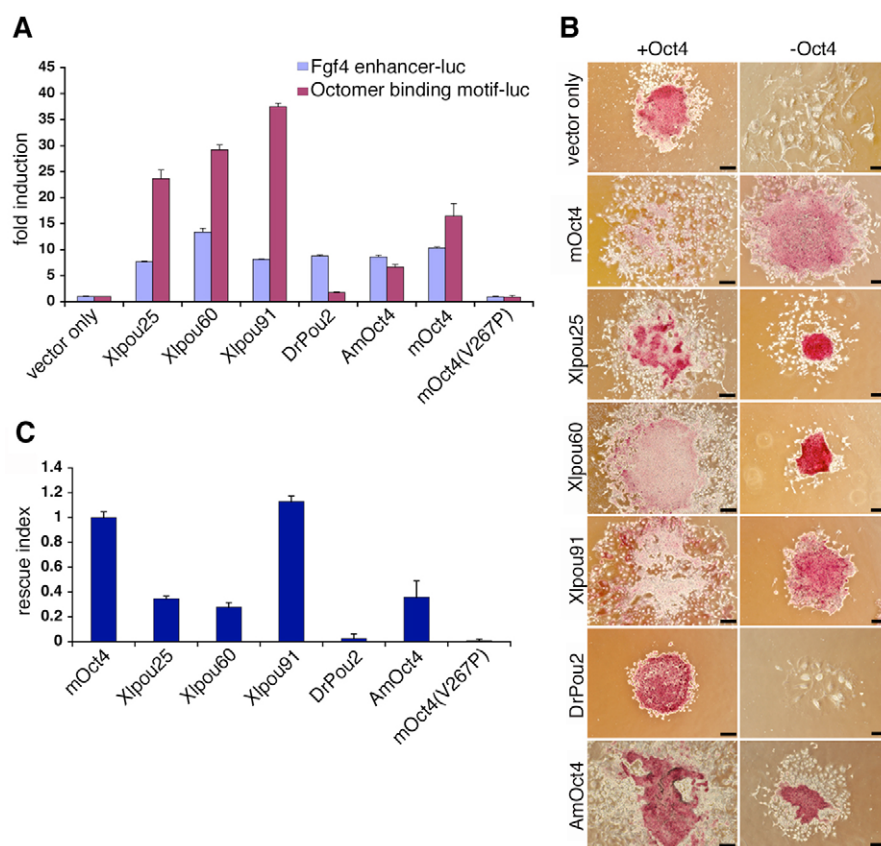 A
Fgf4 enhancer-luc
Octomer binding motif-luc
fold induction
45
40
35
30
25
20
15
10
5
0
vector only
Xlpou25
Xlpou60
Xlpou91
DrPou2
AmOct4
mOct4
mOct4(V267P)
B
+Oct4
-Oct4
vector only
mOct4
Xlpou25
Xlpou60
Xlpou91
DrPou2
AmOct4
C
rescue index
1.4
1.2
1
0.8
0.6
0.4
0.2
0
mOct4
Xlpou25
Xlpou60
Xlpou91
DrPou2
AmOct4
mOct4(V267P)